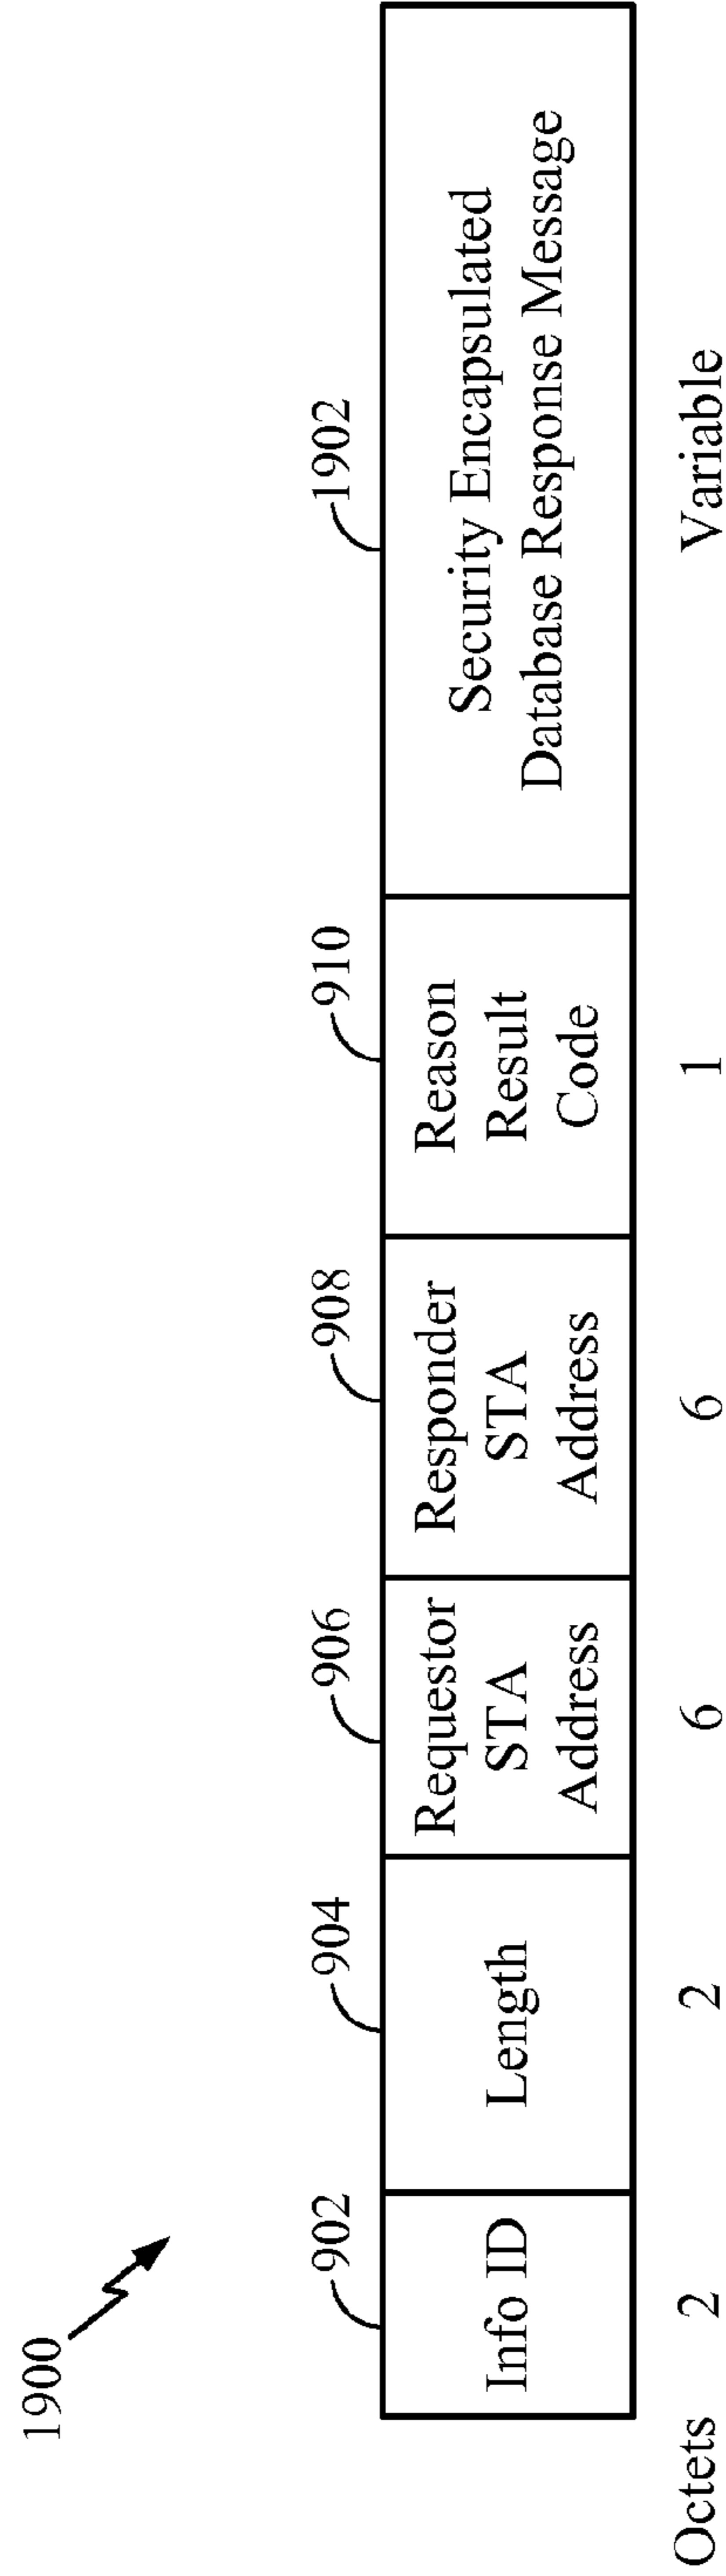 1900
902
904
906
908
910
1902
Info ID
Length
Requestor
STA
Address
Responder
STA
Address
Reason
Result
Code
Security Encapsulated
Database Response Message
Octets
2
2
6
6
1
Variable